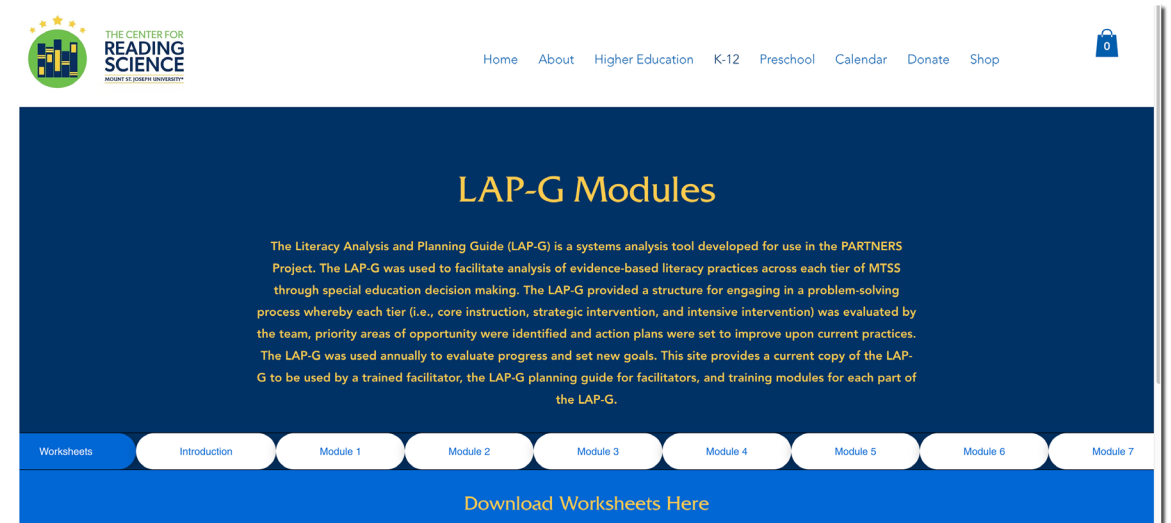 THE CENTER FOR
READING
SCIENCE
MOUNT ST. JOSEPH UNIVERSITY®
Home About Higher Education K-12 Preschool Calendar Donate Shop
0
LAP-G Modules
The Literacy Analysis and Planning Guide (LAP-G) is a systems analysis tool developed for use in the PARTNERS
Project. The LAP-G was used to facilitate analysis of evidence-based literacy practices across each tier of MTSS
through special education decision making. The LAP-G provided a structure for engaging in a problem-solving
process whereby each tier (i.e., core instruction, strategic intervention, and intensive intervention) was evaluated by
the team, priority areas of opportunity were identified and action plans were set to improve upon current practices.
The LAP-G was used annually to evaluate progress and set new goals. This site provides a current copy of the LAP-
G to be used by a trained facilitator, the LAP-G planning guide for facilitators, and training modules for each part of
the LAP-G.
Worksheets Introduction Module 1 Module 2 Module 3 Module 4 Module 5 Module 6 Module 7
Download Worksheets Here